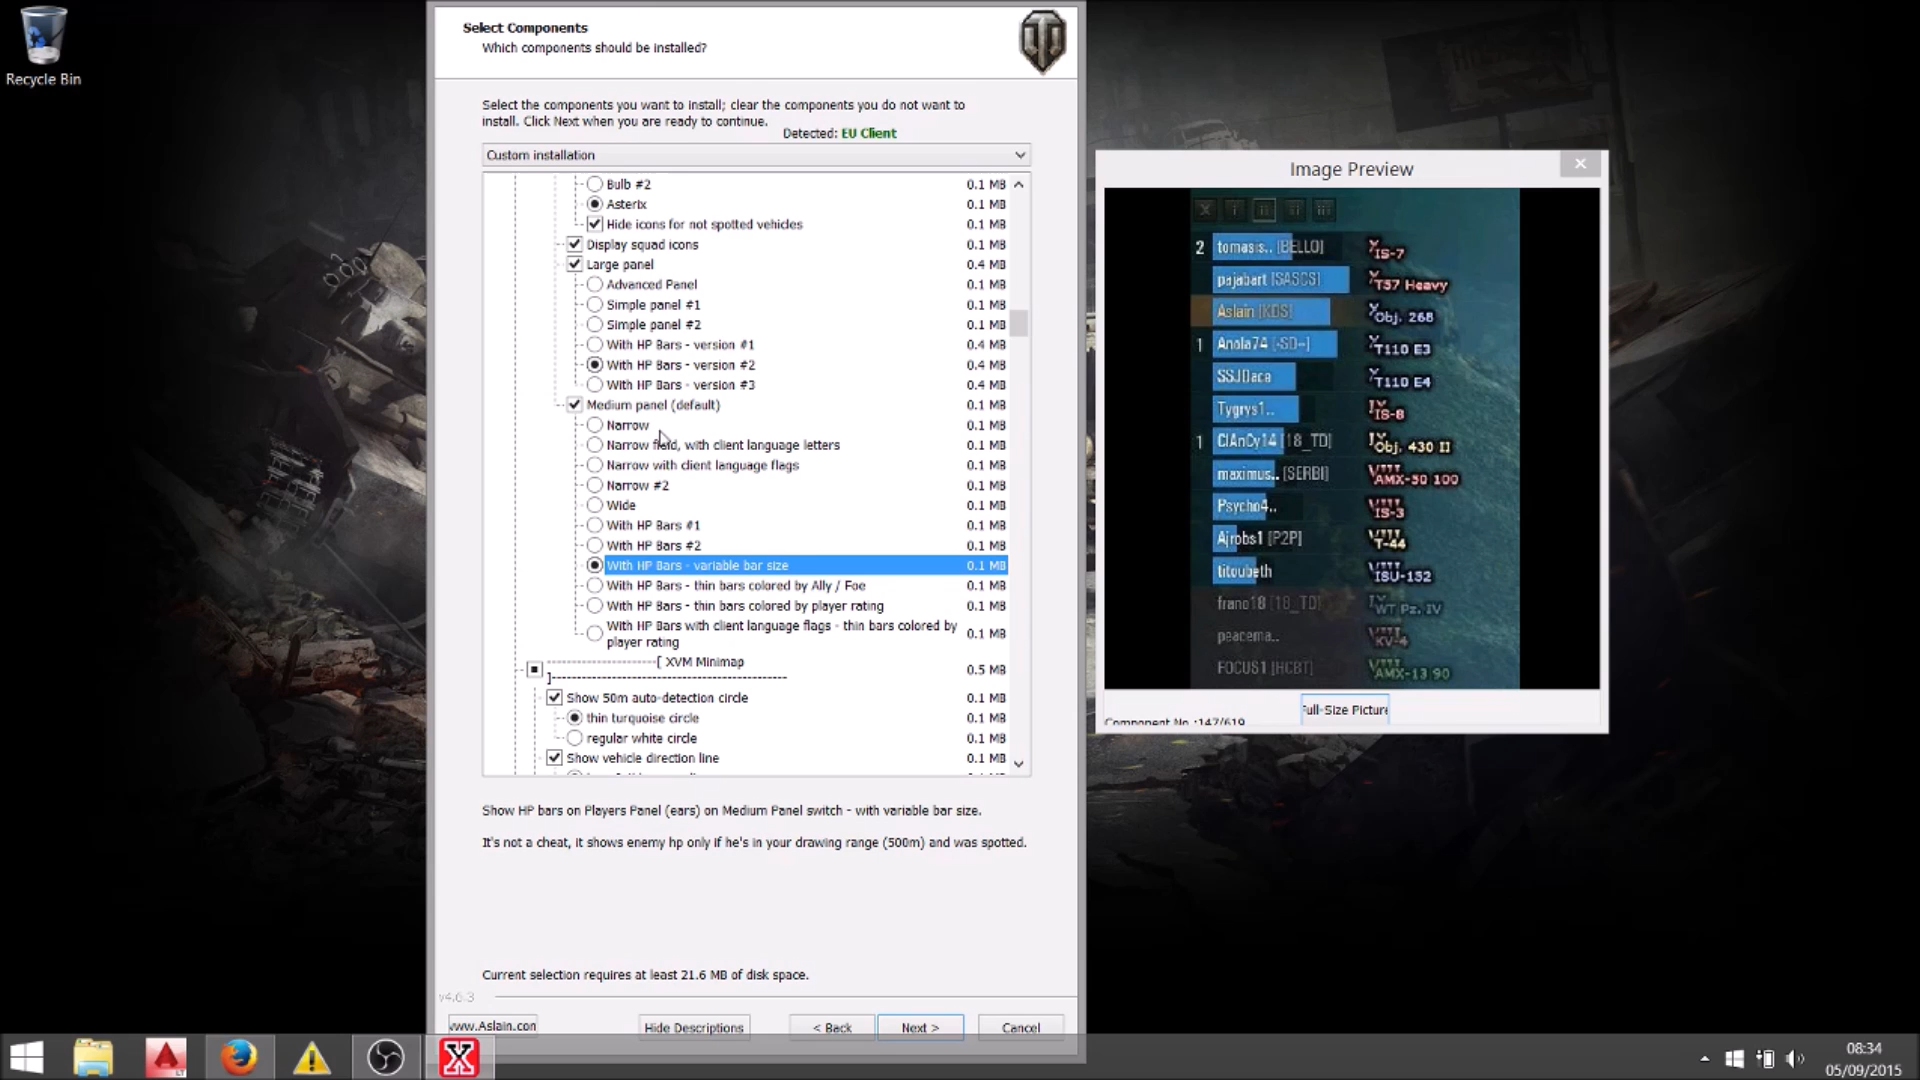 Recycle Bin
Select Components
Which components should be installed?
Select the components you want to install; clear the components you do not want to
install. Click Next when you are ready to continue.
Detected: EU Client
Custom installation
Bulb #2 0.1 MB
Asterix 0.1 MB
Hide icons for not spotted vehicles 0.1 MB
Display squad icons 0.1 MB
Large panel 0.4 MB
Advanced Panel 0.1 MB
Simple panel #1 0.1 MB
Simple panel #2 0.1 MB
With HP Bars - version #1 0.4 MB
With HP Bars - version #2 0.4 MB
With HP Bars - version #3 0.4 MB
Medium panel (default) 0.1 MB
Narrow 0.1 MB
Narrow field, with client language letters 0.1 MB
Narrow with client language flags 0.1 MB
Narrow #2 0.1 MB
Wide 0.1 MB
With HP Bars #1 0.1 MB
With HP Bars #2 0.1 MB
With HP Bars - variable bar size 0.1 MB
With HP Bars - thin bars colored by Ally / Foe 0.1 MB
With HP Bars - thin bars colored by player rating 0.1 MB
With HP Bars with client language flags - thin bars colored by
player rating 0.1 MB
----------------------[ XVM Minimap
]------------------------------------------ 0.5 MB
Show 50m auto-detection circle 0.1 MB
thin turquoise circle 0.1 MB
regular white circle 0.1 MB
Show vehicle direction line 0.1 MB
Show HP bars on Players Panel (ears) on Medium Panel switch - with variable bar size.
It's not a cheat, it shows enemy hp only if he's in your drawing range (500m) and was spotted.
Current selection requires at least 21.6 MB of disk space.
v4.6.3
www.Aslain.com
Hide Descriptions
< Back
Next >
Cancel
Image Preview
2 tomasis.. [BELLO] X IS-7
pajabart [SASCS] X T57 Heavy
Aslain [KDS] X Obj. 268
1 Anola74 [-SD-] X T110 E3
SSJDaca X T110 E4
Tygrys1.. IX IS-8
1 ClAnCy14 [18_TD] IX Obj. 430 II
maximus.. [SERBI] VIII AMX-50 100
Psycho4.. VIII IS-3
Ajrobs1 [P2P] VIII T-44
titoubeth VIII ISU-152
frano18 [18_TD] IX WT Pz. IV
peacema.. VIII KV-4
FOCUS1 [HCBT] VIII AMX-13 90
Full-Size Picture
Component No.:147/619
08:34
05/09/2015